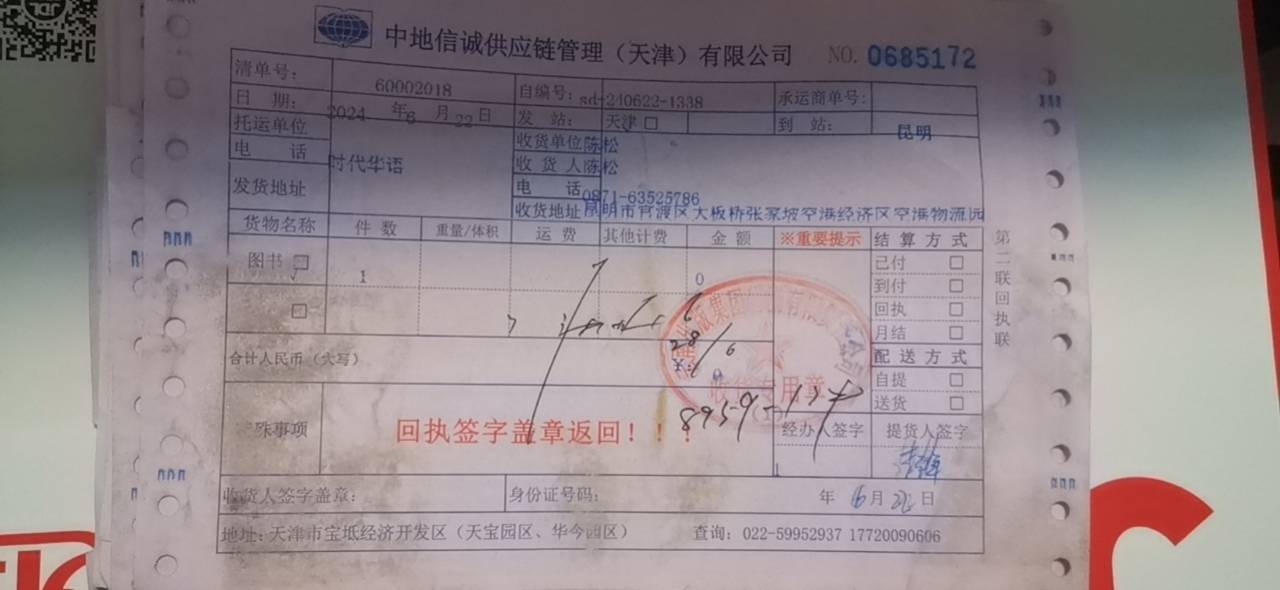 中地信诚供应链管理（天津）有限公司 NO. 0685172
清单号： 60002018 自编号：sd-240622-1338 承运商单号：
日 期： 2024 年 6 月 22 日 发 站： 天津 到 站： 昆明
托运单位 时代华语 收货单位 陈松
电 话 收 货 人 陈松
电 话 0871-63525786
发货地址 收货地址 昆明市官渡区大板桥张家坡空港经济区空港物流园
货物名称 件 数 重量/体积 运 费 其他计费 金 额 ※重要提示 结 算 方 式
图书 1 0 已付
到付
回执
月结
合计人民币（大写） 0 配 送 方 式
自提
送货
28/6
收货专用章
殊事项 回执签字盖章返回！！！ 经办人签字 提货人签字
收货人签字盖章： 身份证号码： 年 6 月 22 日
地址：天津市宝坻经济开发区（天宝园区、华今园区） 查询：022-59952937 17720090606
第二联回执联